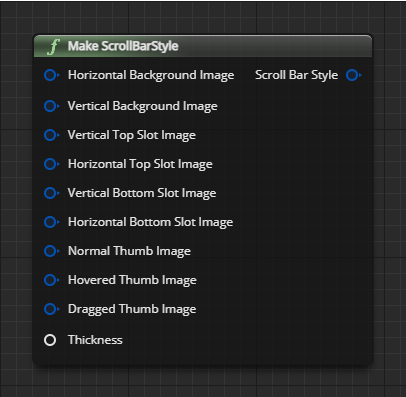 Make ScrollBarStyle
Horizontal Background Image Scroll Bar Style
Vertical Background Image
Vertical Top Slot Image
Horizontal Top Slot Image
Vertical Bottom Slot Image
Horizontal Bottom Slot Image
Normal Thumb Image
Hovered Thumb Image
Dragged Thumb Image
Thickness